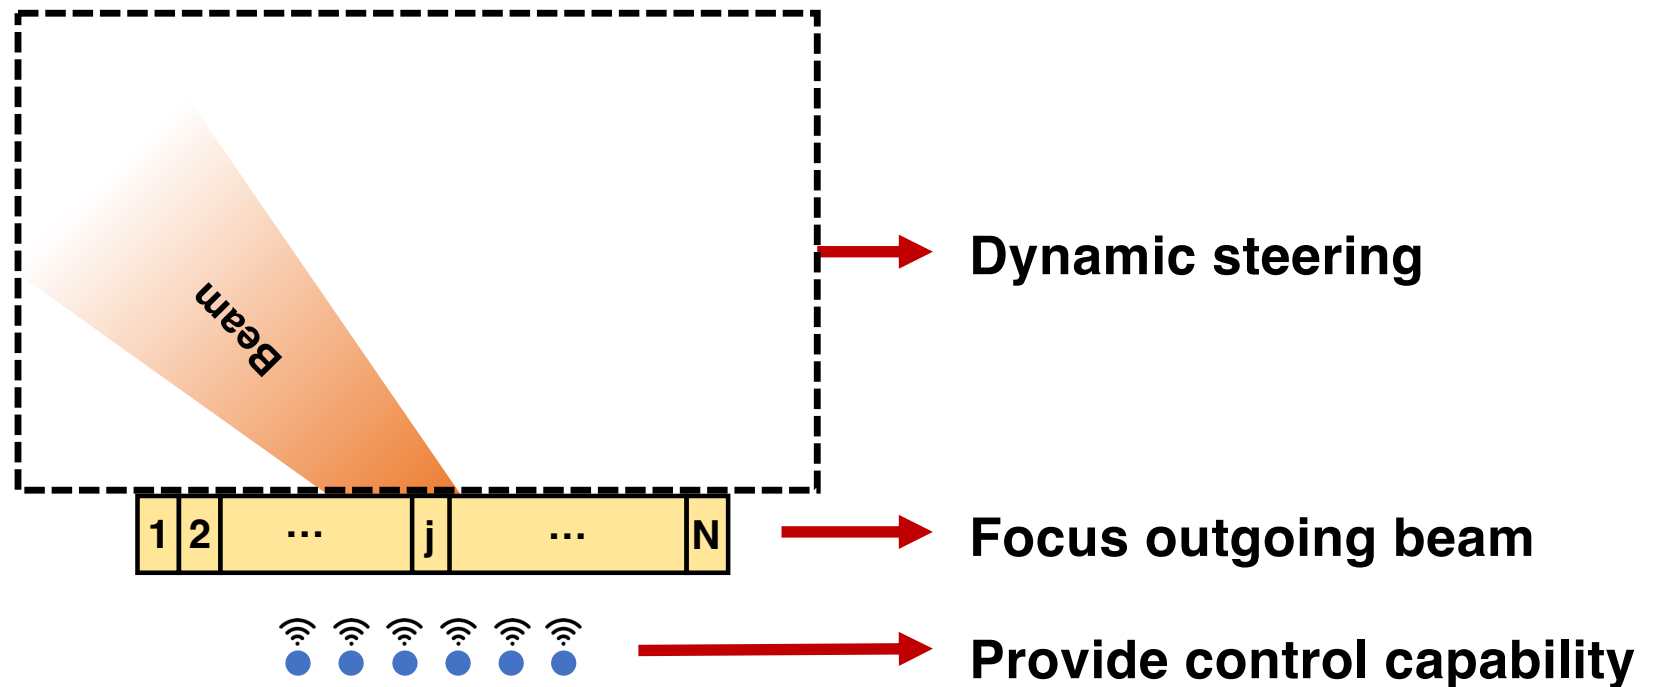 Beam
Dynamic steering
1 2 ... j ... N
Focus outgoing beam
Provide control capability